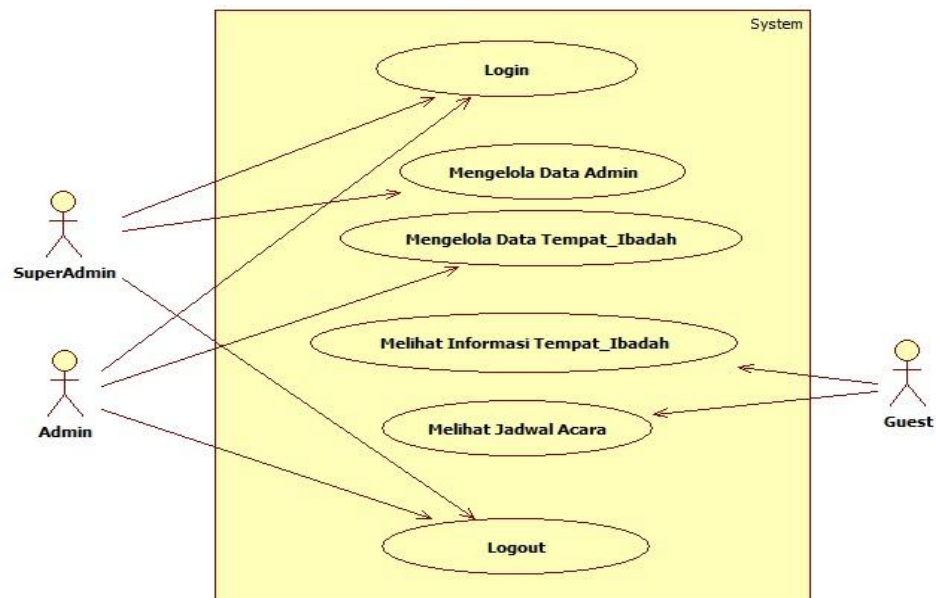 System
Login
Mengelola Data Admin
Mengelola Data Tempat_Ibadah
SuperAdmin
Melihat Informasi Tempat_Ibadah
Admin
Melihat Jadwal Acara
Guest
Logout